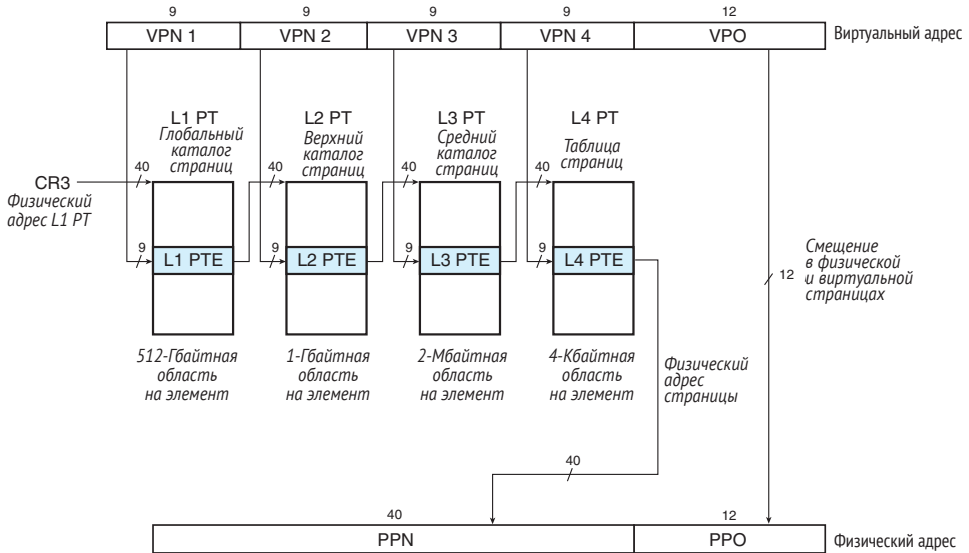 9 9 9 9 12
VPN 1 VPN 2 VPN 3 VPN 4 VPO Виртуальный адрес
L1 PT
Глобальный
каталог
страниц
L2 PT
Верхний
каталог
страниц
L3 PT
Средний
каталог
страниц
L4 PT
Таблица
страниц
CR3
Физический
адрес L1 PT
40 40 40 40
9 L1 PTE 9 L2 PTE 9 L3 PTE 9 L4 PTE
Смещение
в физической
и виртуальной
страницах
12
512-Гбайтная
область
на элемент
1-Гбайтная
область
на элемент
2-Мбайтная
область
на элемент
4-Кбайтная
область
на элемент
Физический
адрес
страницы
40
40 12
PPN PPO Физический адрес